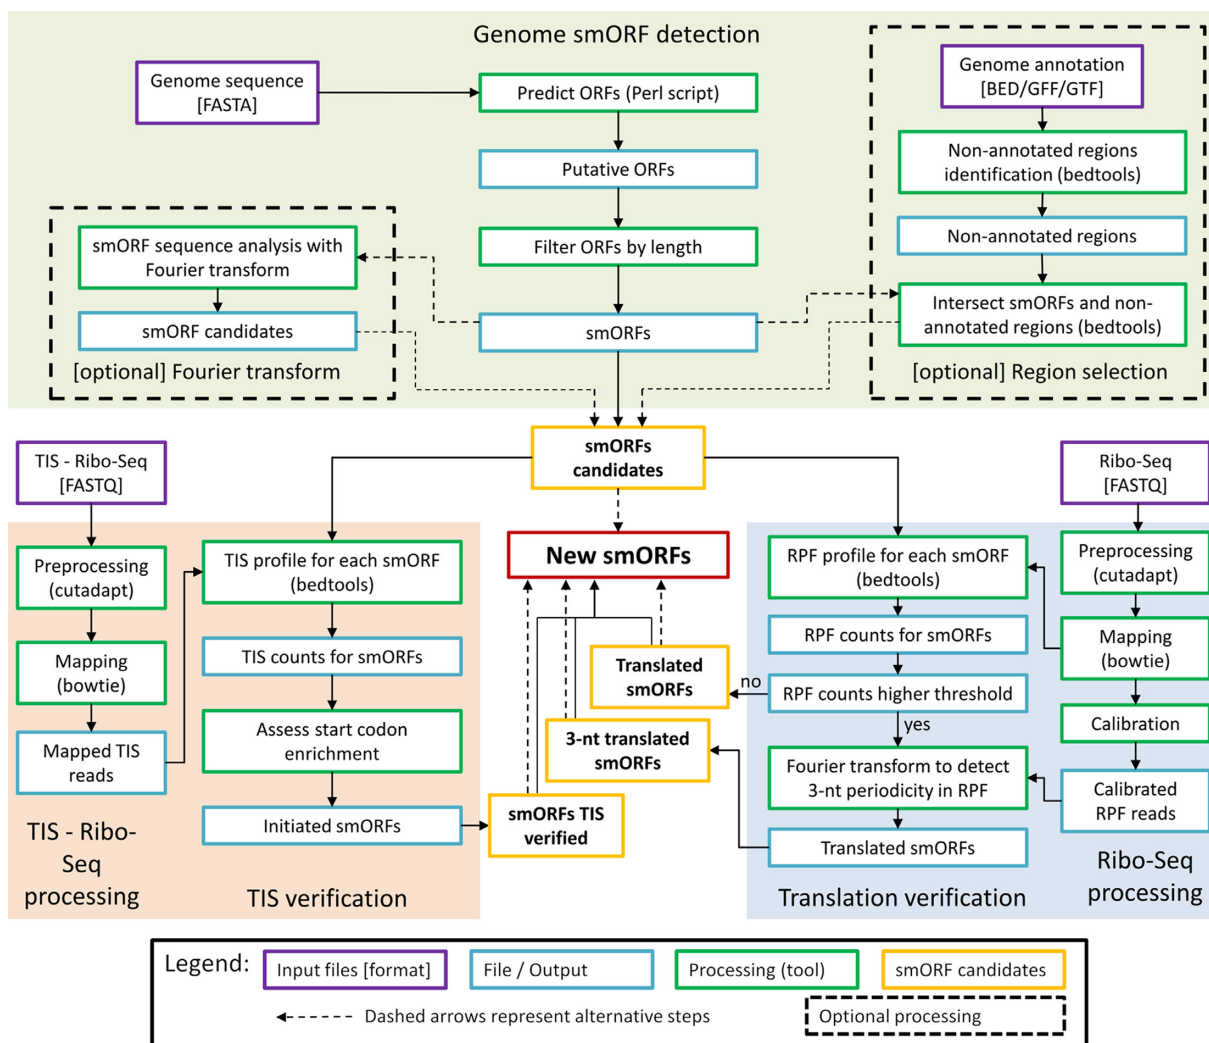 Genome smORF detection
Genome sequence
[FASTA]
Predict ORFs (Perl script)
Putative ORFs
Filter ORFs by length
smORFs
smORF sequence analysis with
Fourier transform
smORF candidates
[optional] Fourier transform
Genome annotation
[BED/GFF/GTF]
Non-annotated regions
identification (bedtools)
Non-annotated regions
Intersect smORFs and non-
annotated regions (bedtools)
[optional] Region selection
smORFs
candidates
New smORFs
TIS - Ribo-Seq
[FASTQ]
Preprocessing
(cutadapt)
Mapping
(bowtie)
Mapped TIS
reads
TIS - Ribo-
Seq
processing
TIS profile for each smORF
(bedtools)
TIS counts for smORFs
Assess start codon
enrichment
Initiated smORFs
TIS verification
smORFs TIS
verified
3-nt translated
smORFs
Translated
smORFs
no
yes
RPF profile for each smORF
(bedtools)
RPF counts for smORFs
RPF counts higher threshold
Fourier transform to detect
3-nt periodicity in RPF
Translated smORFs
Translation verification
Ribo-Seq
[FASTQ]
Preprocessing
(cutadapt)
Mapping
(bowtie)
Calibration
Calibrated
RPF reads
Ribo-Seq
processing
Legend:
Input files [format]
File / Output
Processing (tool)
smORF candidates
Dashed arrows represent alternative steps
Optional processing